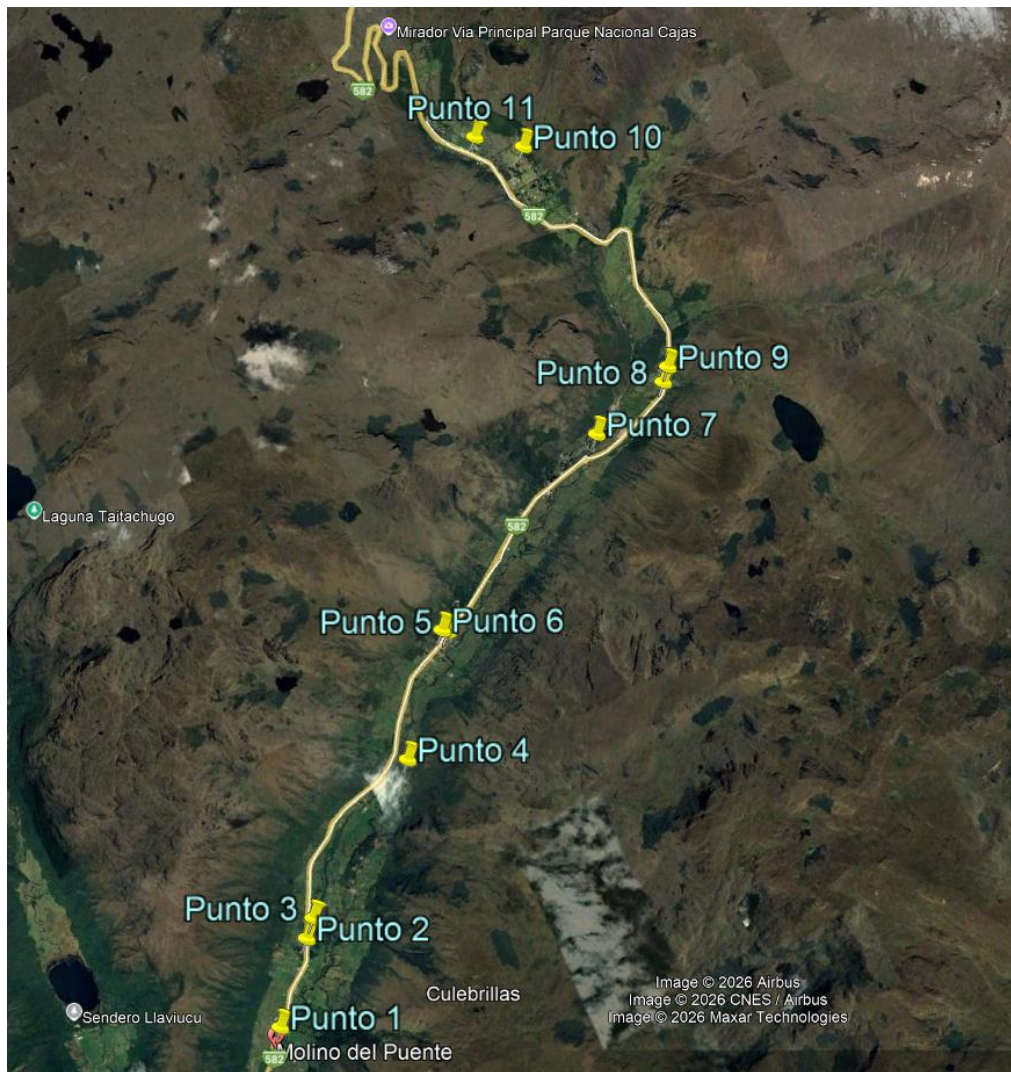 Mirador Via Principal Parque Nacional Cajas
582
Punto 11
Punto 10
582
Punto 9
Punto 8
Punto 7
Laguna Taitachugo
582
Punto 5
Punto 6
Punto 4
Punto 3
Punto 2
Culebrillas
Image © 2026 Airbus
Image © 2026 CNES / Airbus
Image © 2026 Maxar Technologies
Sendero Llaviucu
Punto 1
Molino del Puente
582